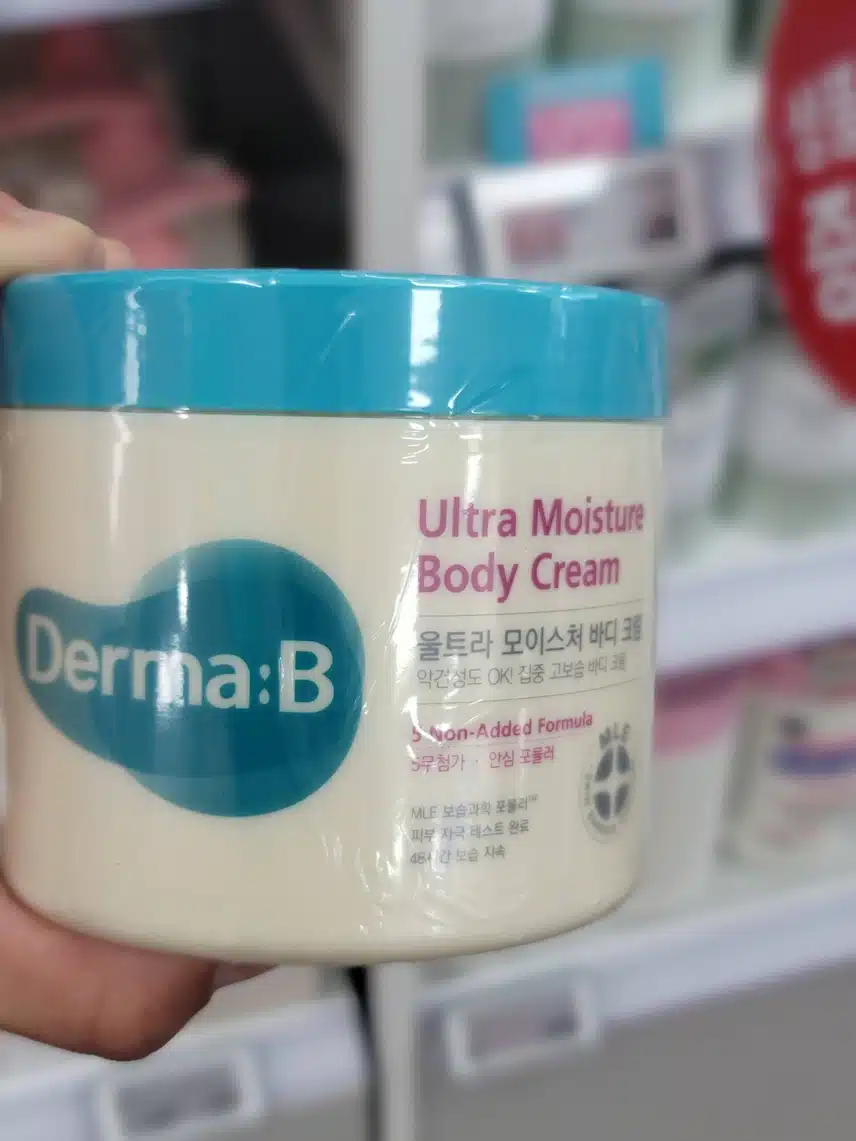 Derma:B
Ultra Moisture
Body Cream
울트라 모이스처 바디 크림
악건성도 OK! 집중 고보습 바디 크림
5 Non-Added Formula
5무첨가 · 안심 포뮬러
MLE
MLE 보습과학 포뮬러™
피부 자극 테스트 완료
48시간 보습 지속